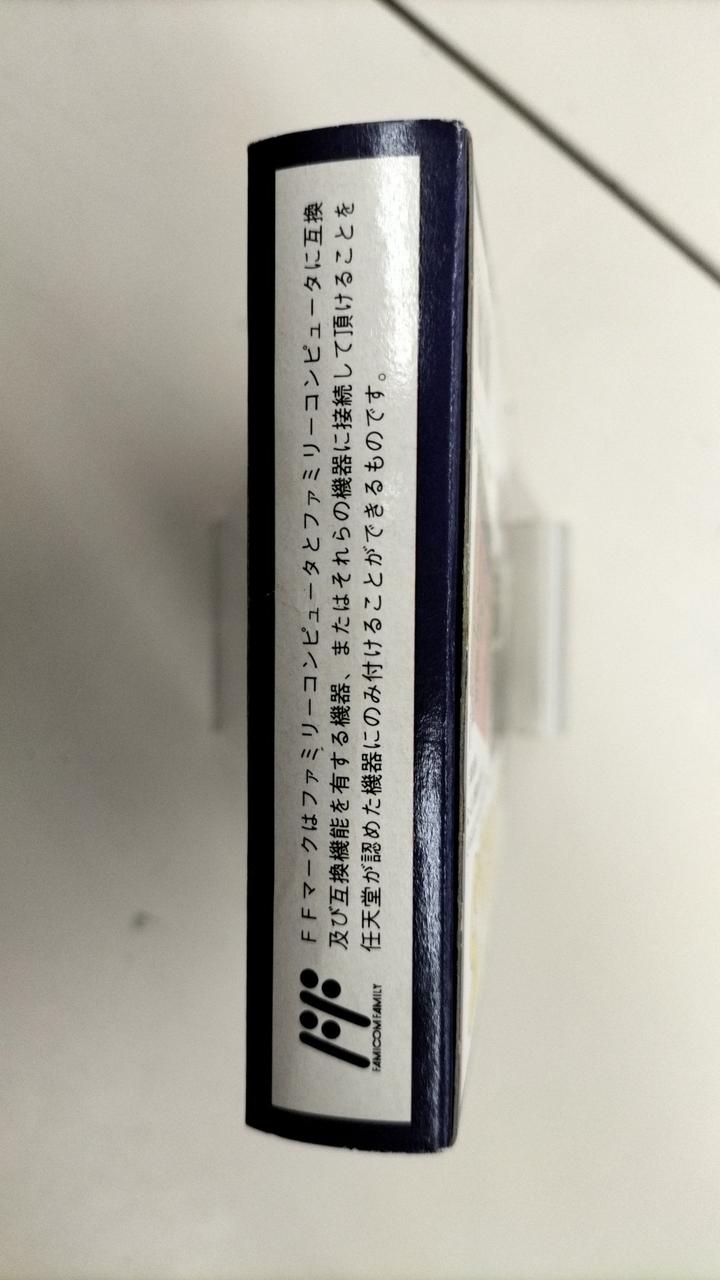 FFマークはファミリーコンピュータとファミリーコンピュータに互換
及び互換機能を有する機器、またはそれらの機器に接続して頂けることを
任天堂が認めた機器にのみ付けることができるものです。
FAMICOM FAMILY